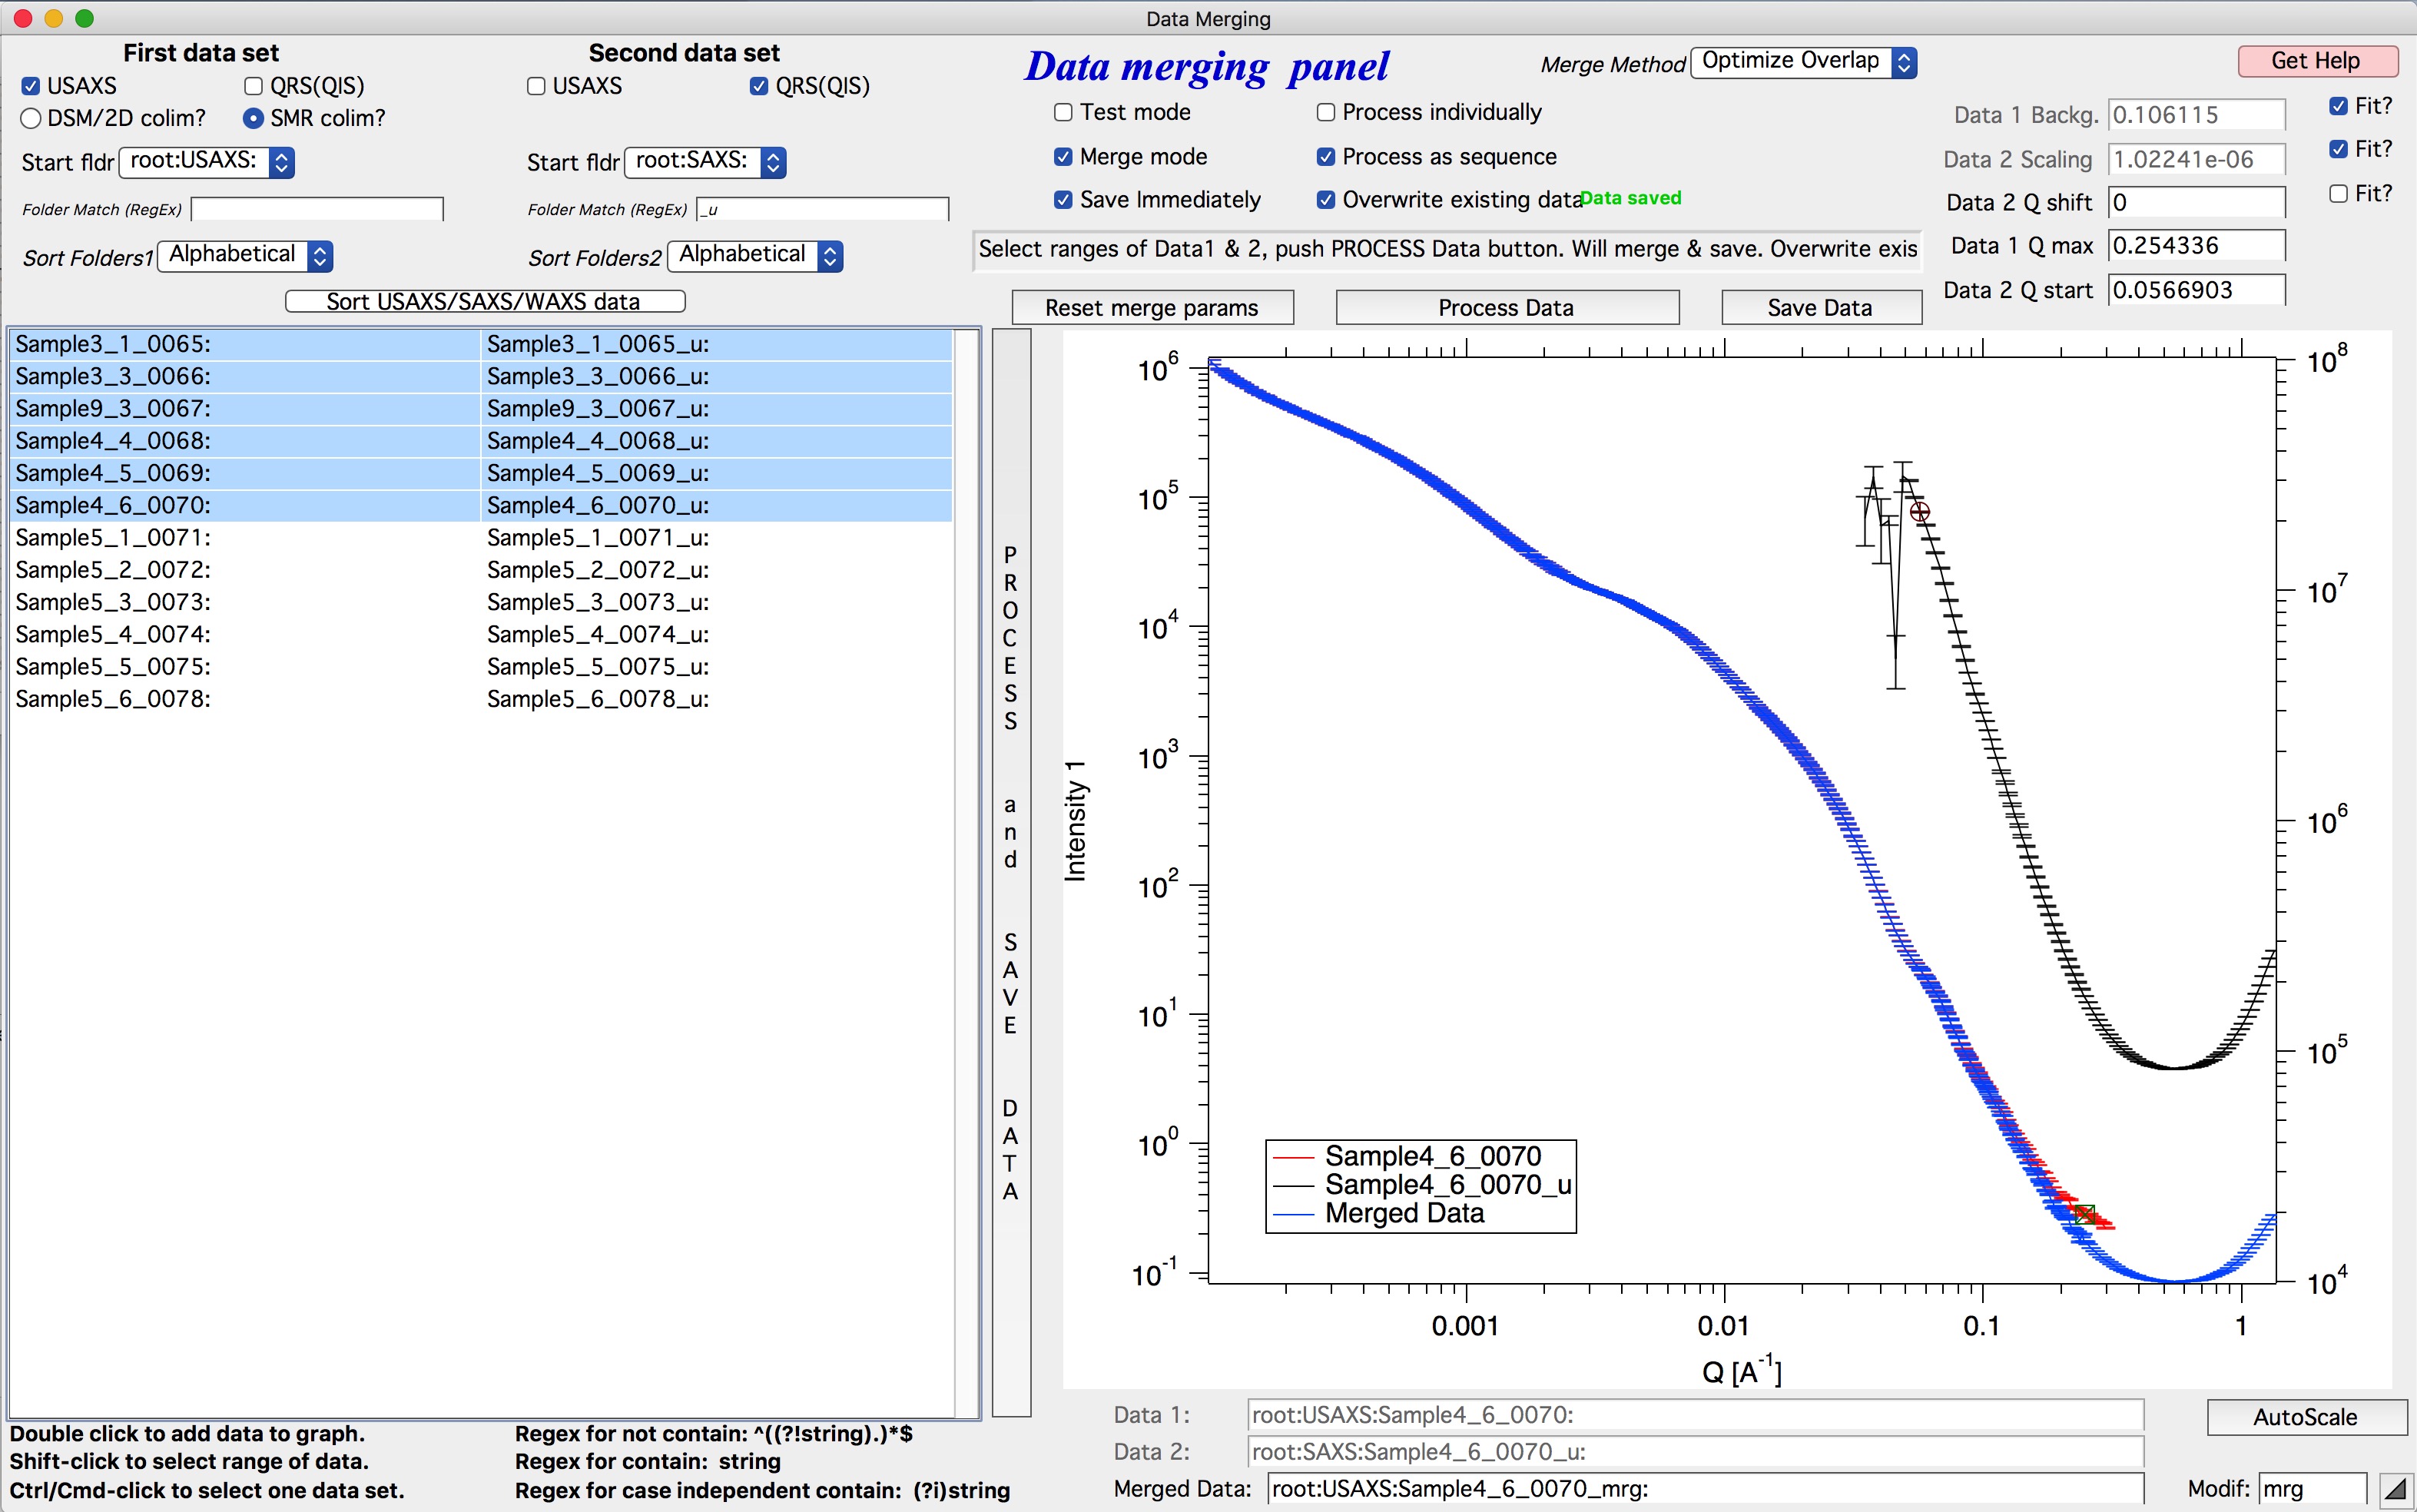 Data Merging
First data set
Second data set
Data merging panel
Merge Method Optimize Overlap
Get Help
USAXS QRS(QIS)
USAXS QRS(QIS)
DSM/2D colim? SMR colim?
Test mode Process individually
Data 1 Backg. 0.106115 Fit?
Start fldr root:USAXS:
Start fldr root:SAXS:
Merge mode Process as sequence
Data 2 Scaling 1.02241e-06 Fit?
Folder Match (RegEx)
Folder Match (RegEx) _u
Save Immediately Overwrite existing data Data saved
Data 2 Q shift 0 Fit?
Sort Folders1 Alphabetical
Sort Folders2 Alphabetical
Select ranges of Data1 & 2, push PROCESS Data button. Will merge & save. Overwrite exis
Data 1 Q max 0.254336
Sort USAXS/SAXS/WAXS data
Reset merge params Process Data Save Data
Data 2 Q start 0.0566903
Sample3_1_0065: Sample3_1_0065_u:
Sample3_3_0066: Sample3_3_0066_u:
Sample9_3_0067: Sample9_3_0067_u:
Sample4_4_0068: Sample4_4_0068_u:
Sample4_5_0069: Sample4_5_0069_u:
Sample4_6_0070: Sample4_6_0070_u:
Sample5_1_0071: Sample5_1_0071_u:
Sample5_2_0072: Sample5_2_0072_u:
Sample5_3_0073: Sample5_3_0073_u:
Sample5_4_0074: Sample5_4_0074_u:
Sample5_5_0075: Sample5_5_0075_u:
Sample5_6_0078: Sample5_6_0078_u:
PROCESS and SAVE DATA
10^6
10^5
10^4
10^3
10^2
10^1
10^0
10^-1
Intensity 1
10^8
10^7
10^6
10^5
10^4
Sample4_6_0070
Sample4_6_0070_u
Merged Data
0.001 0.01 0.1 1
Q [A^-1]
Double click to add data to graph.
Shift-click to select range of data.
Ctrl/Cmd-click to select one data set.
Regex for not contain: ^((?!string).)*$
Regex for contain: string
Regex for case independent contain: (?i)string
Data 1: root:USAXS:Sample4_6_0070:
AutoScale
Data 2: root:SAXS:Sample4_6_0070_u:
Merged Data: root:USAXS:Sample4_6_0070_mrg:
Modif: mrg